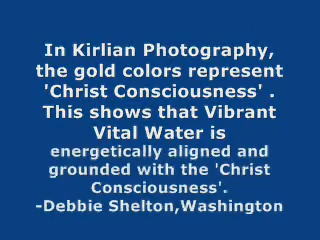 In Kirlian Photography,
the gold colors represent
'Christ Consciousness' .
This shows that Vibrant
Vital Water is
energetically aligned and
grounded with the 'Christ
Consciousness'.
-Debbie Shelton,Washington